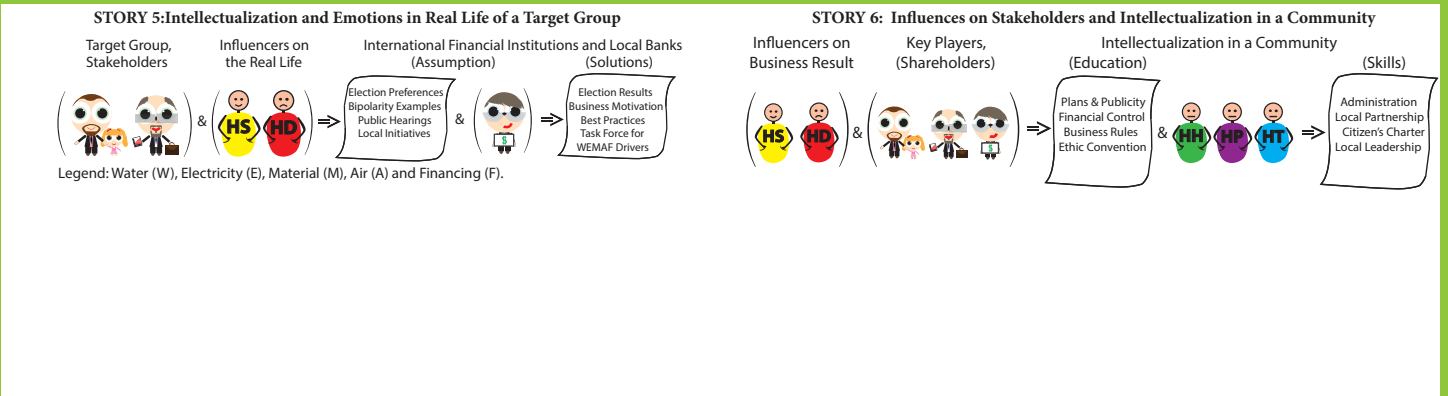 STORY 5:Intellectualization and Emotions in Real Life of a Target Group
Target Group,
Stakeholders
Influencers on
the Real Life
International Financial Institutions and Local Banks
(Assumption)
(Solutions)
&
HS
HD
Election Preferences
Bipolarity Examples
Public Hearings
Local Initiatives
&
$
Election Results
Business Motivation
Best Practices
Task Force for
WEMAF Drivers
Legend: Water (W), Electricity (E), Material (M), Air (A) and Financing (F).
STORY 6: Influences on Stakeholders and Intellectualization in a Community
Influencers on
Business Result
Key Players,
(Shareholders)
Intellectualization in a Community
(Education)
(Skills)
HS
HD
&
$
Plans & Publicity
Financial Control
Business Rules
Ethic Convention
&
HH
HP
HT
Administration
Local Partnership
Citizen's Charter
Local Leadership